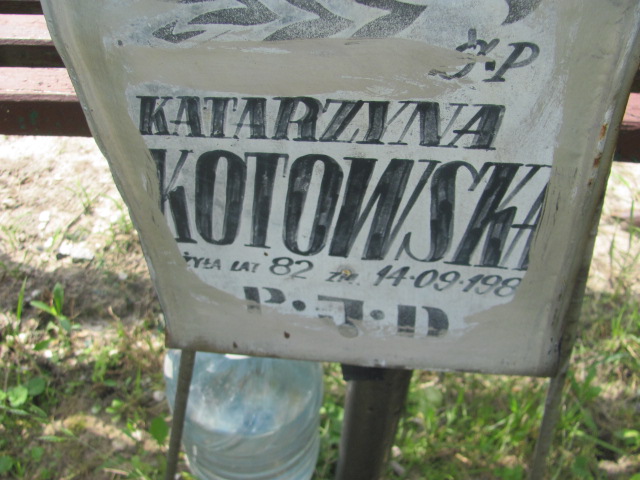 Ś.P
KATARZYNA
KOTOWSKA
ŻYŁA LAT 82 ZM. 14·09·198
P·J·D